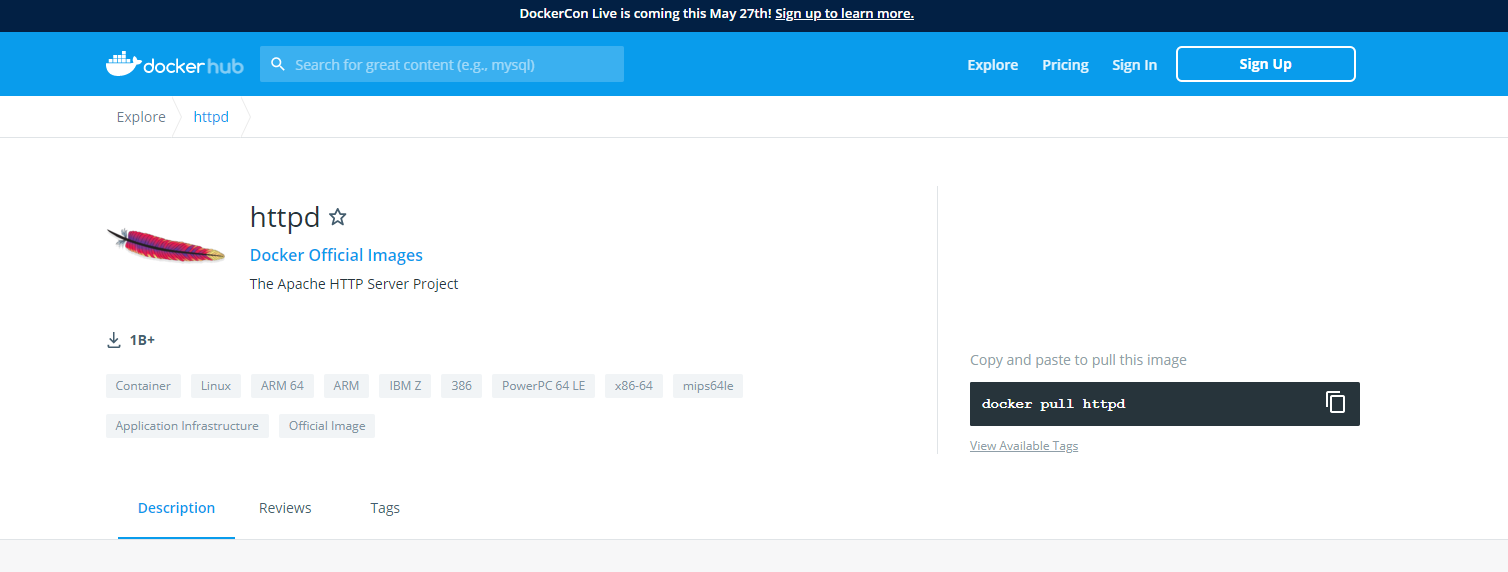 DockerCon Live is coming this May 27th! Sign up to learn more.
docker hub
Search for great content (e.g., mysql)
Explore
Pricing
Sign In
Sign Up
Explore
httpd
httpd
Docker Official Images
The Apache HTTP Server Project
1B+
Container
Linux
ARM 64
ARM
IBM Z
386
PowerPC 64 LE
x86-64
mips64le
Application Infrastructure
Official Image
Copy and paste to pull this image
docker pull httpd
View Available Tags
Description
Reviews
Tags